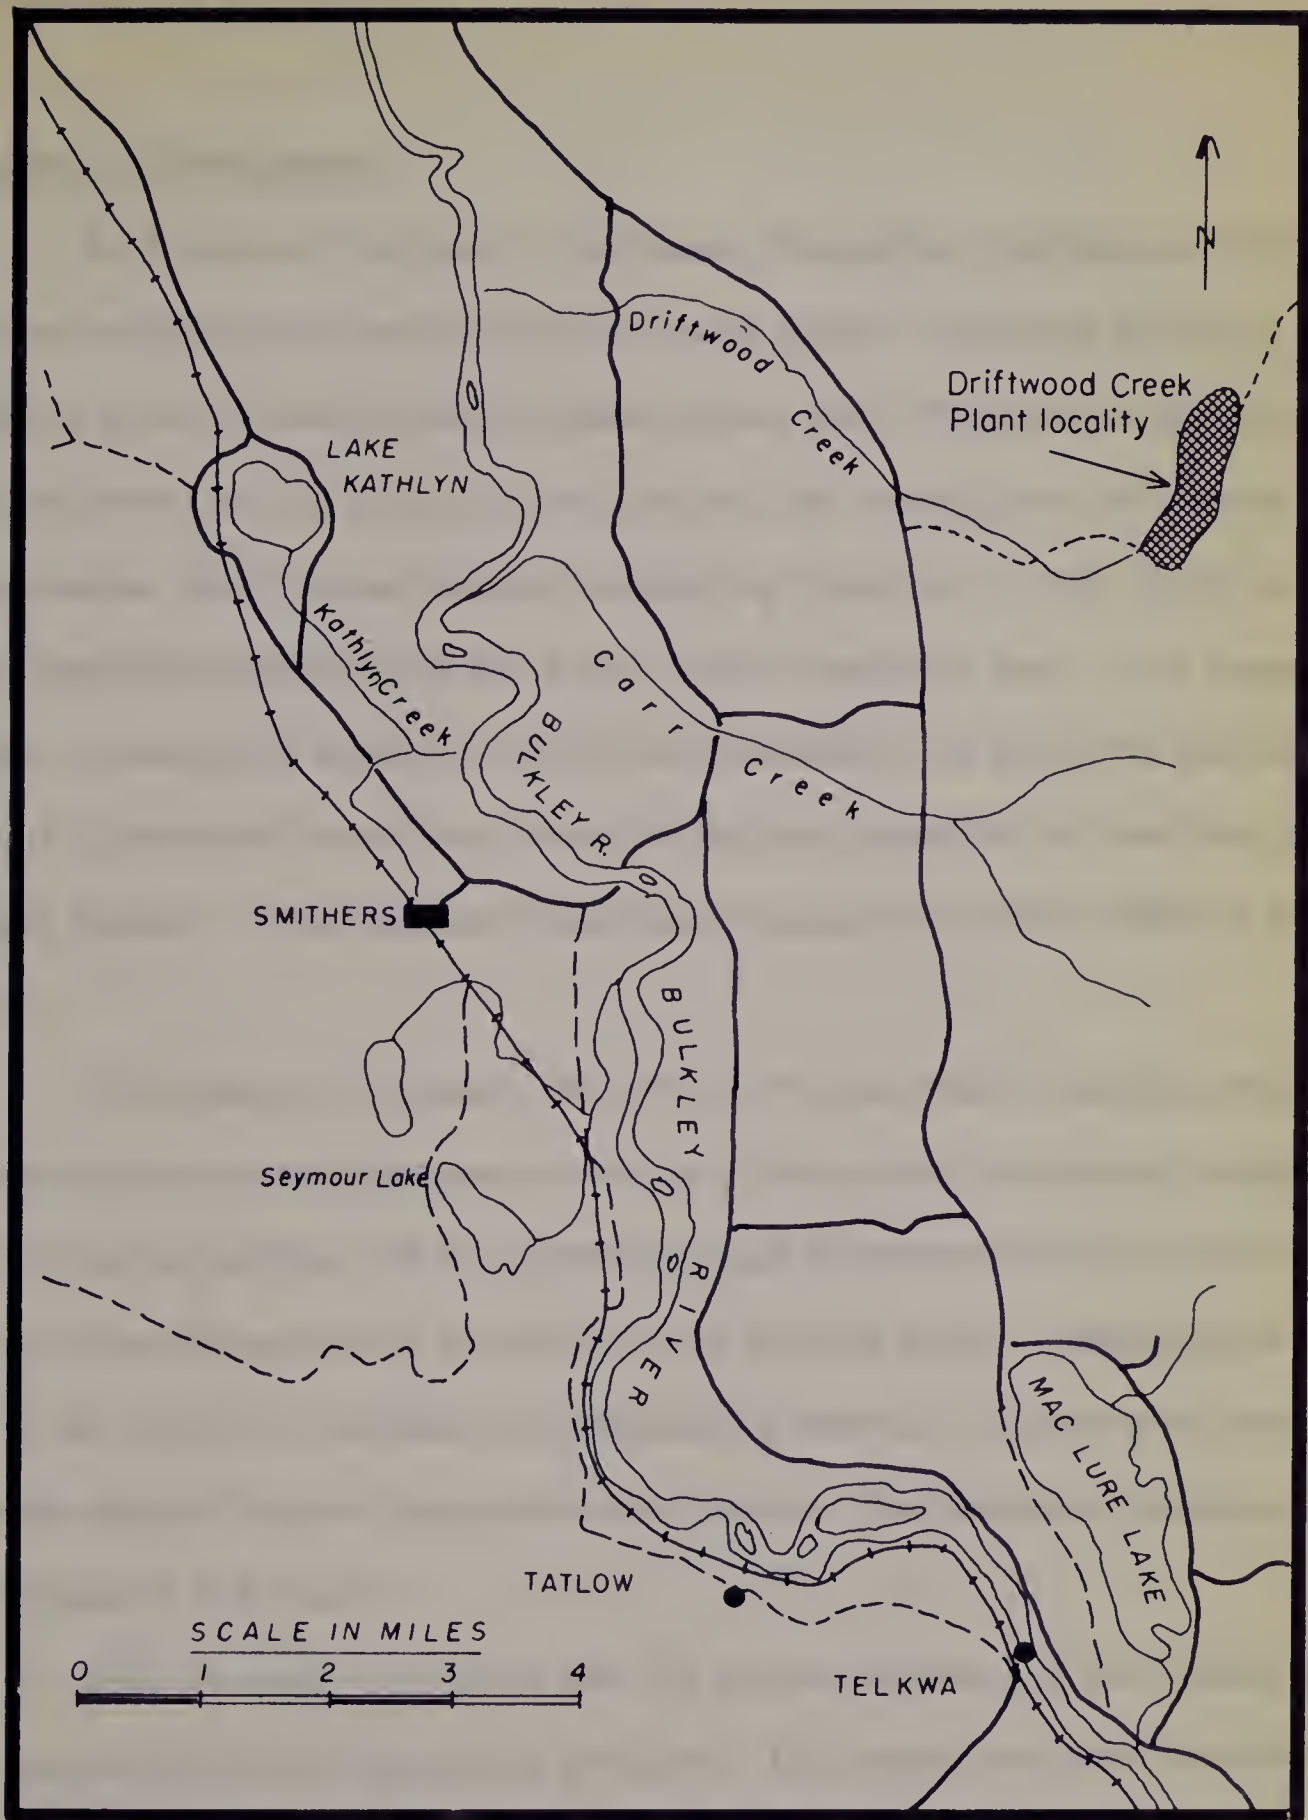 N
Driftwood Creek
Driftwood Creek
Plant locality
LAKE
KATHLYN
Kathlyn Creek
Carr Creek
BULKLEY R.
SMITHERS
BULKLEY RIVER
Seymour Lake
MAC LURE LAKE
TATLOW
TELKWA
SCALE IN MILES
0 1 2 3 4